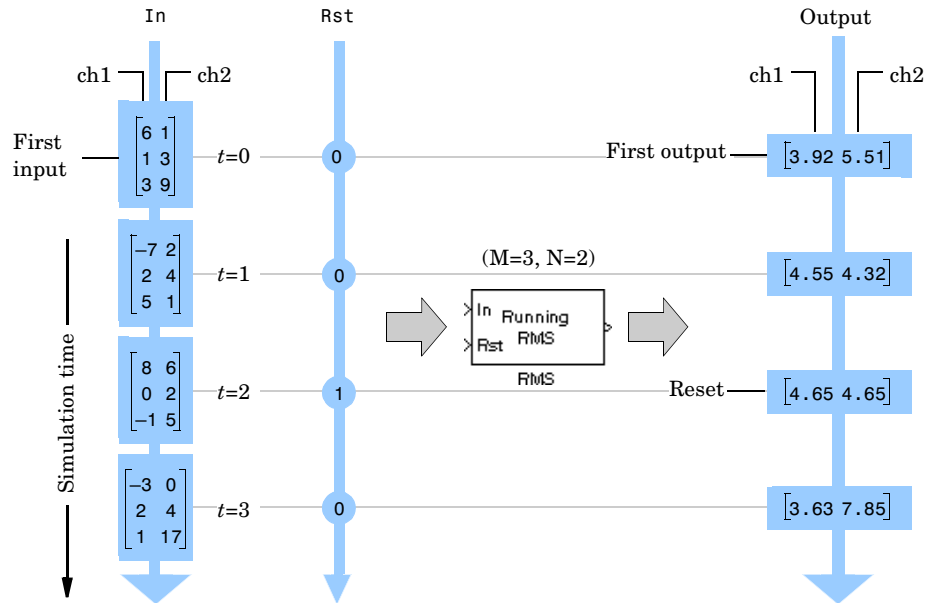 In Rst Output
ch1 ch2 ch1 ch2
First
input
6 1
1 3
3 9
t=0
0
First output
[3.92 5.51]
−7 2
2 4
5 1
t=1
0
[4.55 4.32]
(M=3, N=2)
In
Rst
Running
RMS
RMS
8 6
0 2
−1 5
t=2
1
Reset
[4.65 4.65]
−3 0
2 4
1 17
t=3
0
[3.63 7.85]
Simulation time